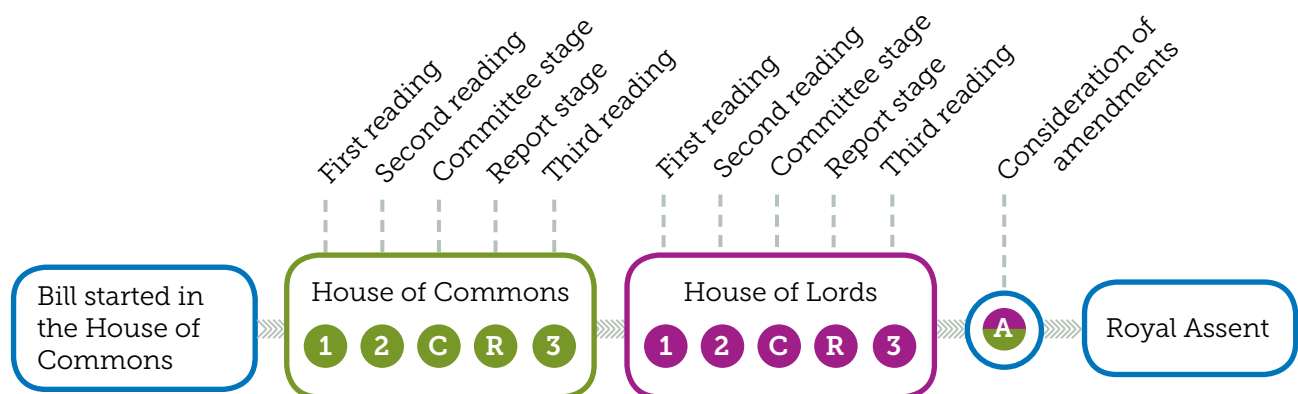 First reading
Second reading
Committee stage
Report stage
Third reading
First reading
Second reading
Committee stage
Report stage
Third reading
Consideration of
amendments
Bill started in
the House of
Commons
House of Commons
1 2 C R 3
House of Lords
1 2 C R 3
A
Royal Assent